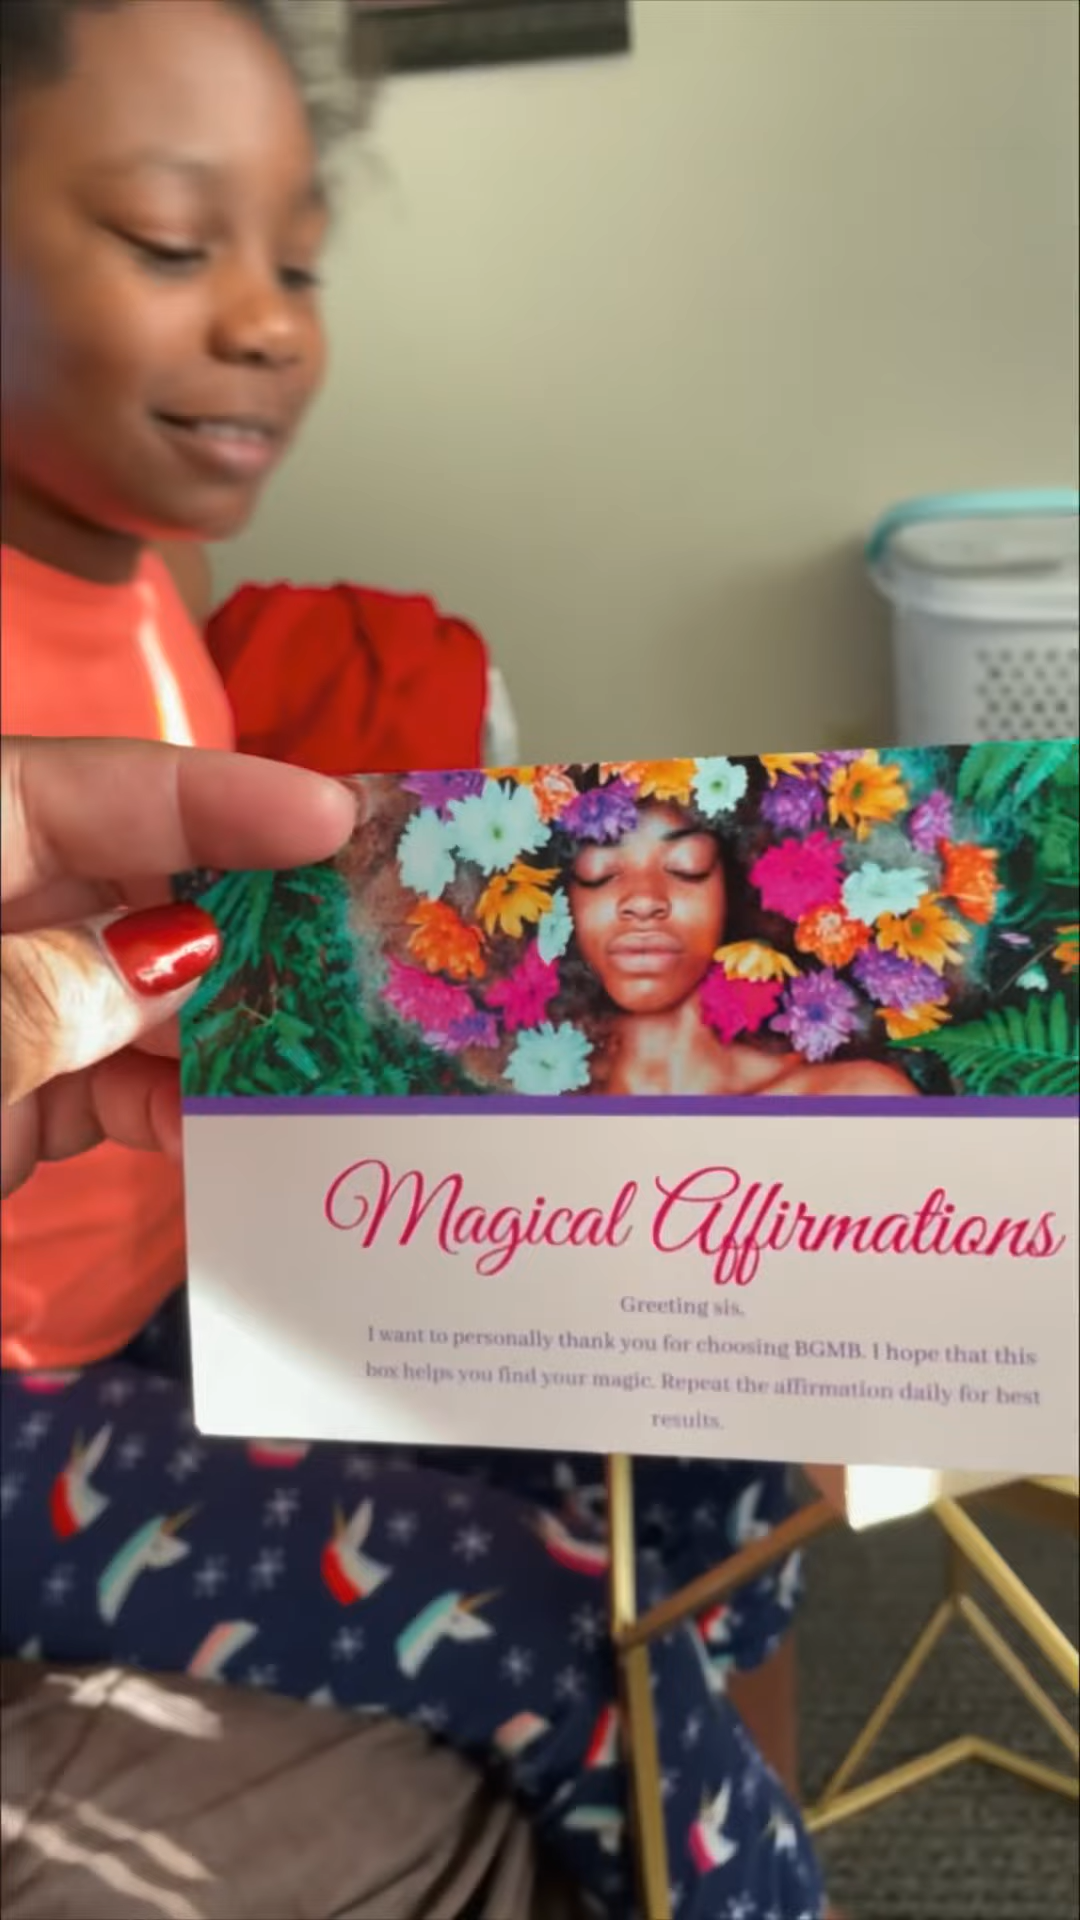 Magical Affirmations
Greeting sis.
I want to personally thank you for choosing BGMB. I hope that this
box helps you find your magic. Repeat the affirmation daily for best
results.